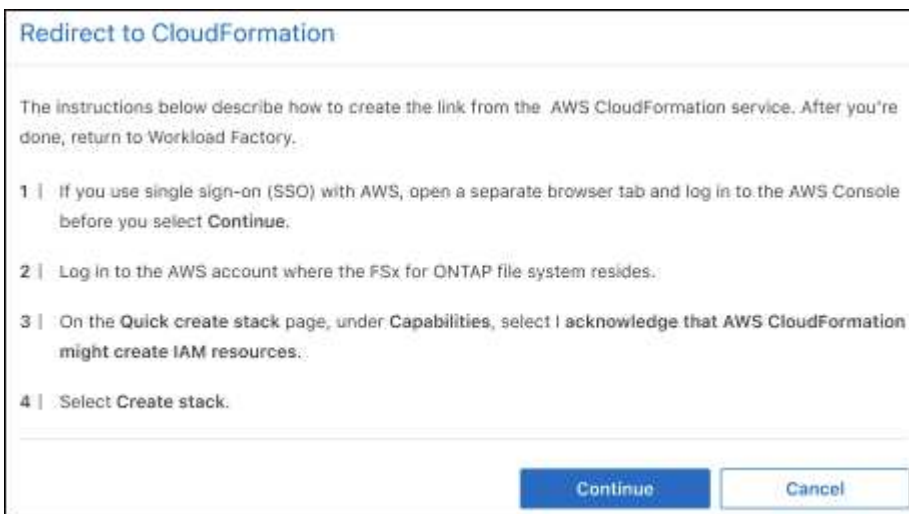 Redirect to CloudFormation
The instructions below describe how to create the link from the AWS CloudFormation service. After you're
done, return to Workload Factory.
1 | If you use single sign-on (SSO) with AWS, open a separate browser tab and log in to the AWS Console
before you select Continue.
2 | Log in to the AWS account where the FSx for ONTAP file system resides.
3 | On the Quick create stack page, under Capabilities, select I acknowledge that AWS CloudFormation
might create IAM resources.
4 | Select Create stack.
Continue Cancel